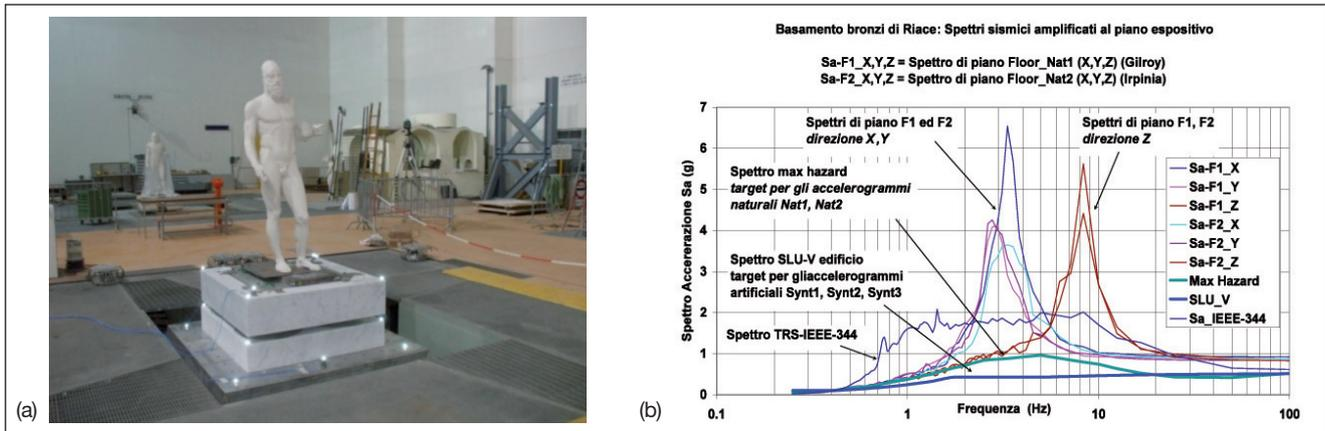 (a)
(b)
Basamento bronzi di Riace: Spettri sismici amplificati al piano espositivo
Sa-F1_X,Y,Z = Spettro di piano Floor_Nat1 (X,Y,Z) (Gilroy)
Sa-F2_X,Y,Z = Spettro di piano Floor_Nat2 (X,Y,Z) (Irpinia)
Spettro Accererazione Sa (g)
7
6
5
4
3
2
1
0
Spettri di piano F1 ed F2
direzione X,Y
Spettri di piano F1, F2
direzione Z
Spettro max hazard
target per gli accelerogrammi
naturali Nat1, Nat2
Spettro SLU-V edificio
target per gliaccelerogrammi
artificiali Synt1, Synt2, Synt3
Spettro TRS-IEEE-344
Sa-F1_X
Sa-F1_Y
Sa-F1_Z
Sa-F2_X
Sa-F2_Y
Sa-F2_Z
Max Hazard
SLU_V
Sa_IEEE-344
0.1
1
10
100
Frequenza (Hz)